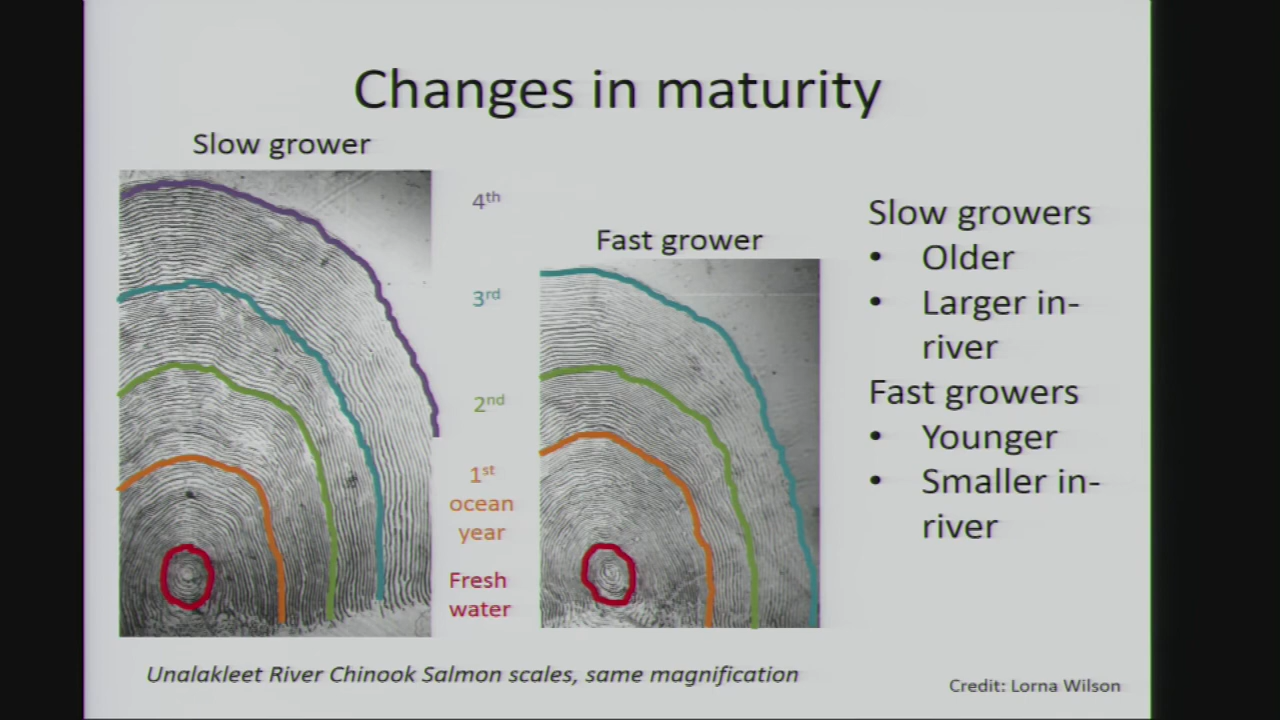 Changes in maturity
Slow grower
4th
3rd
2nd
1st
ocean
year
Fresh
water
Fast grower
Slow growers
• Older
• Larger in-
river
Fast growers
• Younger
• Smaller in-
river
Unalakleet River Chinook Salmon scales, same magnification
Credit: Lorna Wilson